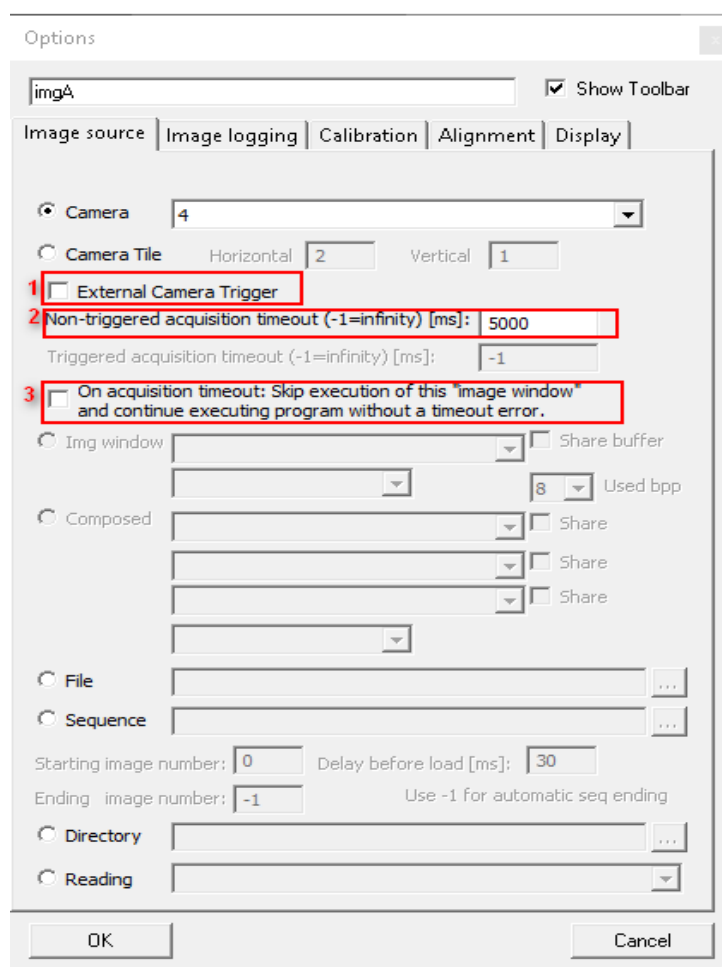 Options
x
imgA
Show Toolbar
Image source Image logging Calibration Alignment Display
Camera 4
Camera Tile Horizontal 2 Vertical 1
1 External Camera Trigger
2 Non-triggered acquisition timeout (-1=infinity) [ms]: 5000
Triggered acquisition timeout (-1=infinity) [ms]: -1
3 On acquisition timeout: Skip execution of this "image window"
and continue executing program without a timeout error.
Img window Share buffer
8 Used bpp
Composed Share
Share
Share
File ...
Sequence ...
Starting image number: 0 Delay before load [ms]: 30
Ending image number: -1 Use -1 for automatic seq ending
Directory ...
Reading
OK Cancel